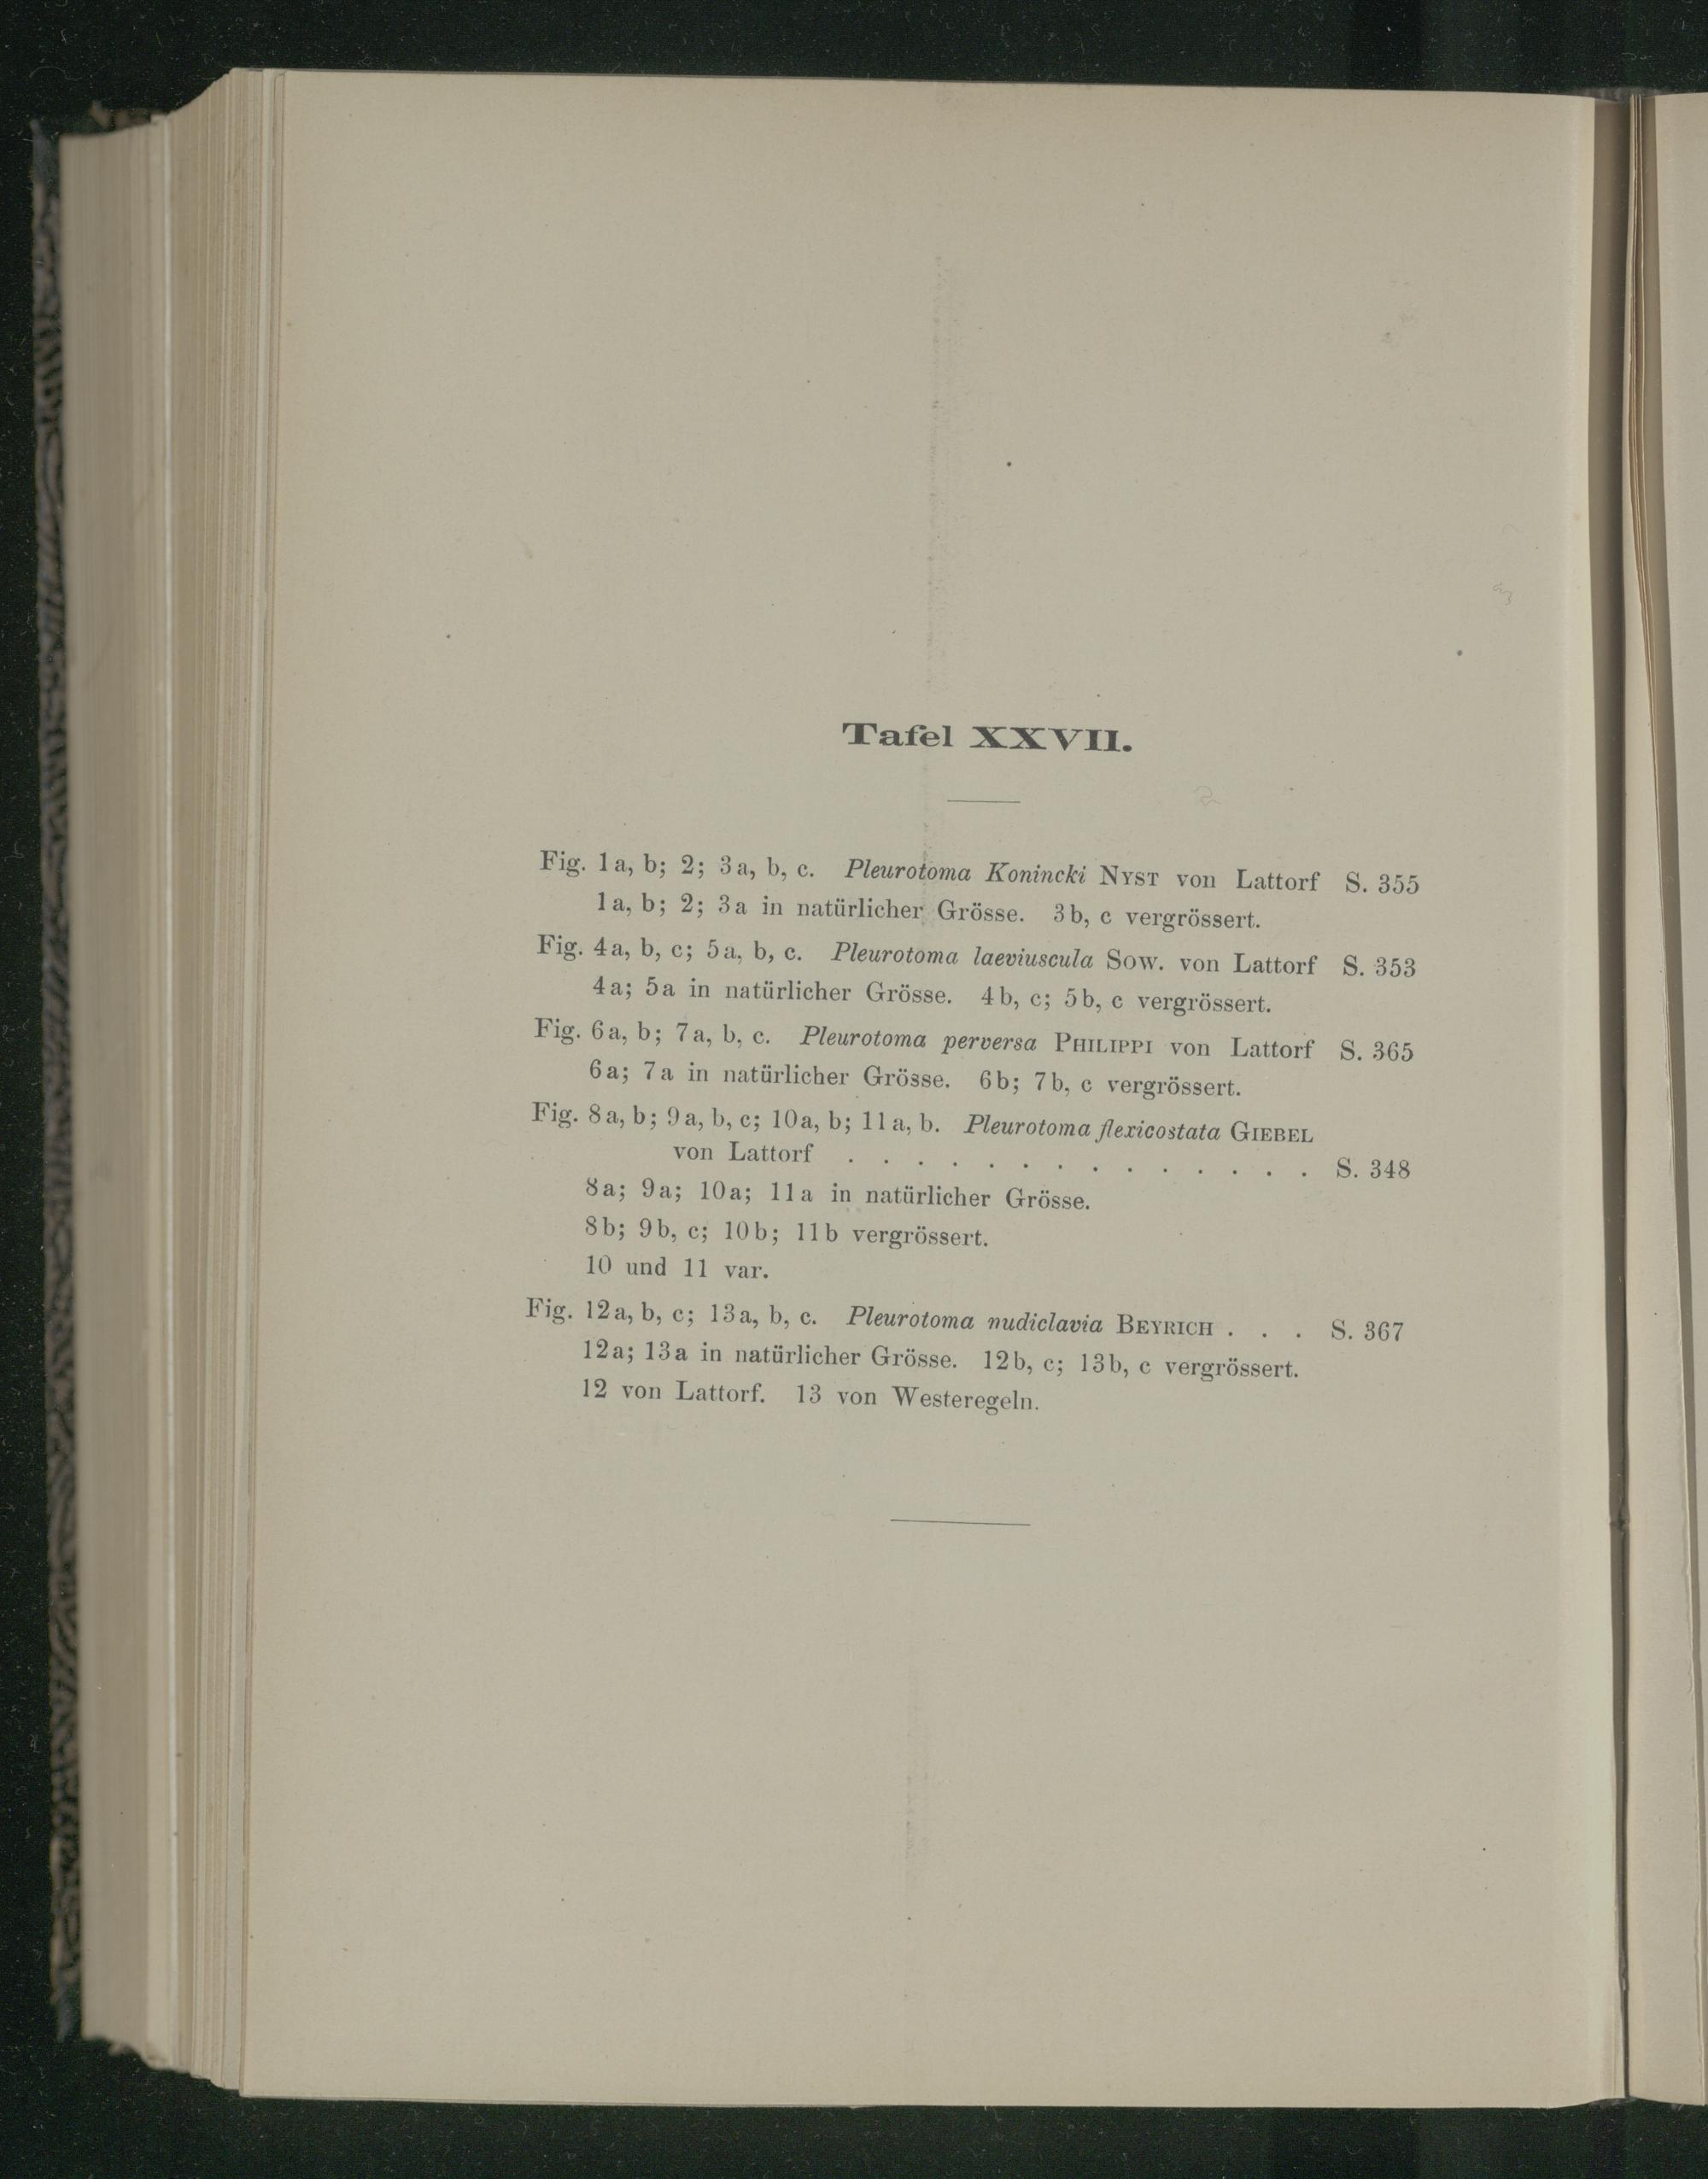 Tafel XXVII.
Fig. 1a, b; 2; 3a, b, c. Pleurotoma Konincki NYST von Lattorf S. 355
1a, b; 2; 3a in natürlicher Grösse. 3b, c vergrössert.
Fig. 4a, b, c; 5a, b, c. Pleurotoma laeviuscula Sow. von Lattorf S. 353
4a; 5a in natürlicher Grösse. 4b, c; 5b, c vergrössert.
Fig. 6a, b; 7a, b, c. Pleurotoma perversa PHILIPPI von Lattorf S. 365
6a; 7a in natürlicher Grösse. 6b; 7b, c vergrössert.
Fig. 8a, b; 9a, b, c; 10a, b; 11a, b. Pleurotoma flexicostata GIEBEL
von Lattorf . . . . . . . . . . . . . . S. 348
8a; 9a; 10a; 11a in natürlicher Grösse.
8b; 9b, c; 10b; 11b vergrössert.
10 und 11 var.
Fig. 12a, b, c; 13a, b, c. Pleurotoma nudiclavia BEYRICH . . . S. 367
12a; 13a in natürlicher Grösse. 12b, c; 13b, c vergrössert.
12 von Lattorf. 13 von Westeregeln.